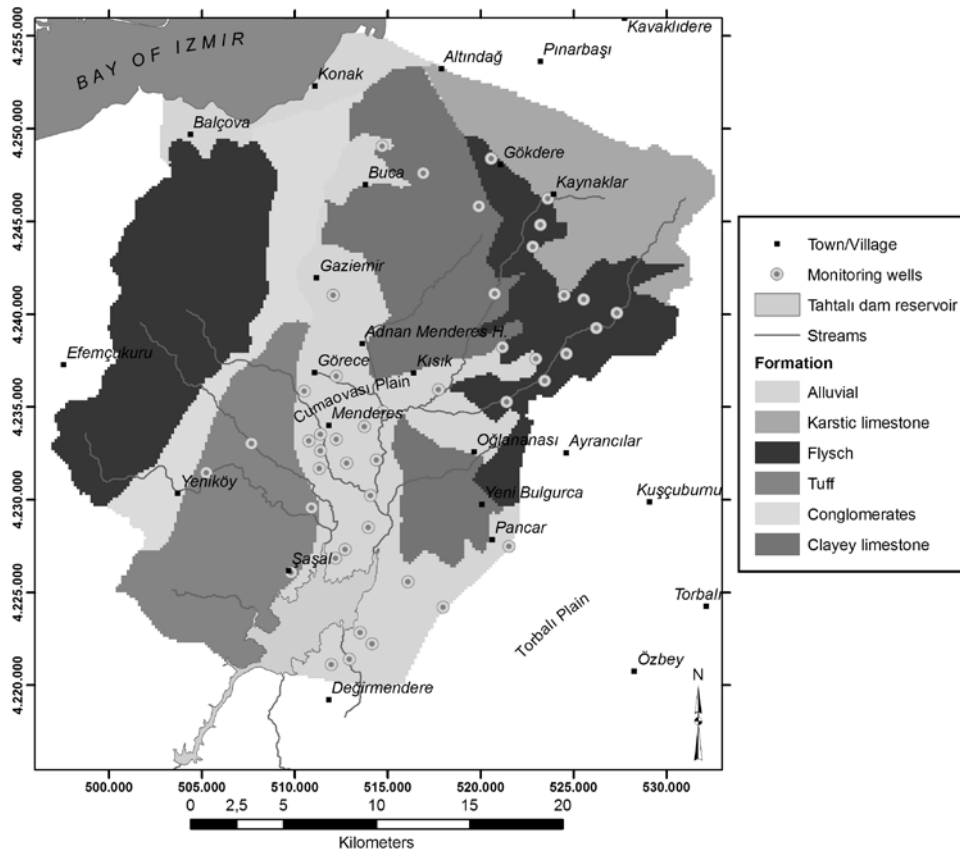 Kavaklıdere
BAY OF IZMIR
Altındağ
Pınarbaşı
Konak
Balçova
Gökdere
Buca
Kaynaklar
Gaziemir
Adnan Menderes H.
Efemçukuru
Görece
Kısık
Cumaovası Plain
Menderes
Oğlananası
Ayrancılar
Yeniköy
Yeni Bulgurca
Kuşçuburnu
Pancar
Şaşal
Torbalı
Torbalı Plain
Özbey
Değirmendere
N
4.255.000
4.250.000
4.245.000
4.240.000
4.235.000
4.230.000
4.225.000
4.220.000
500.000 505.000 510.000 515.000 520.000 525.000 530.000
0 2,5 5 10 15 20
Kilometers
Town/Village
Monitoring wells
Tahtalı dam reservoir
Streams
Formation
Alluvial
Karstic limestone
Flysch
Tuff
Conglomerates
Clayey limestone